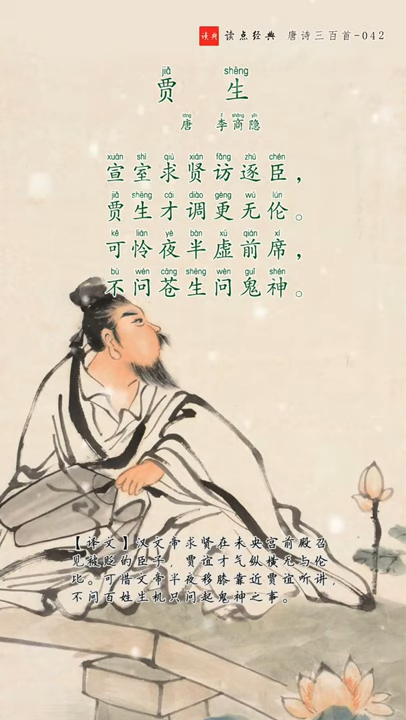 读典 读点经典 唐诗三百首-042
jiǎ shēng
贾 生
táng lǐ shāng yǐn
唐 李商隐
xuān shì qiú xián fǎng zhú chén
宣室求贤访逐臣，
jiǎ shēng cái diào gèng wú lún
贾生才调更无伦。
kě lián yè bàn xū qián xí
可怜夜半虚前席，
bù wèn cāng shēng wèn guǐ shén
不问苍生问鬼神。
【译文】汉文帝求贤在未央宫前殿召
见被贬的臣子，贾谊才气纵横无与伦
比。可惜文帝半夜移膝靠近贾谊听讲
不问百姓生机只问起鬼神之事。